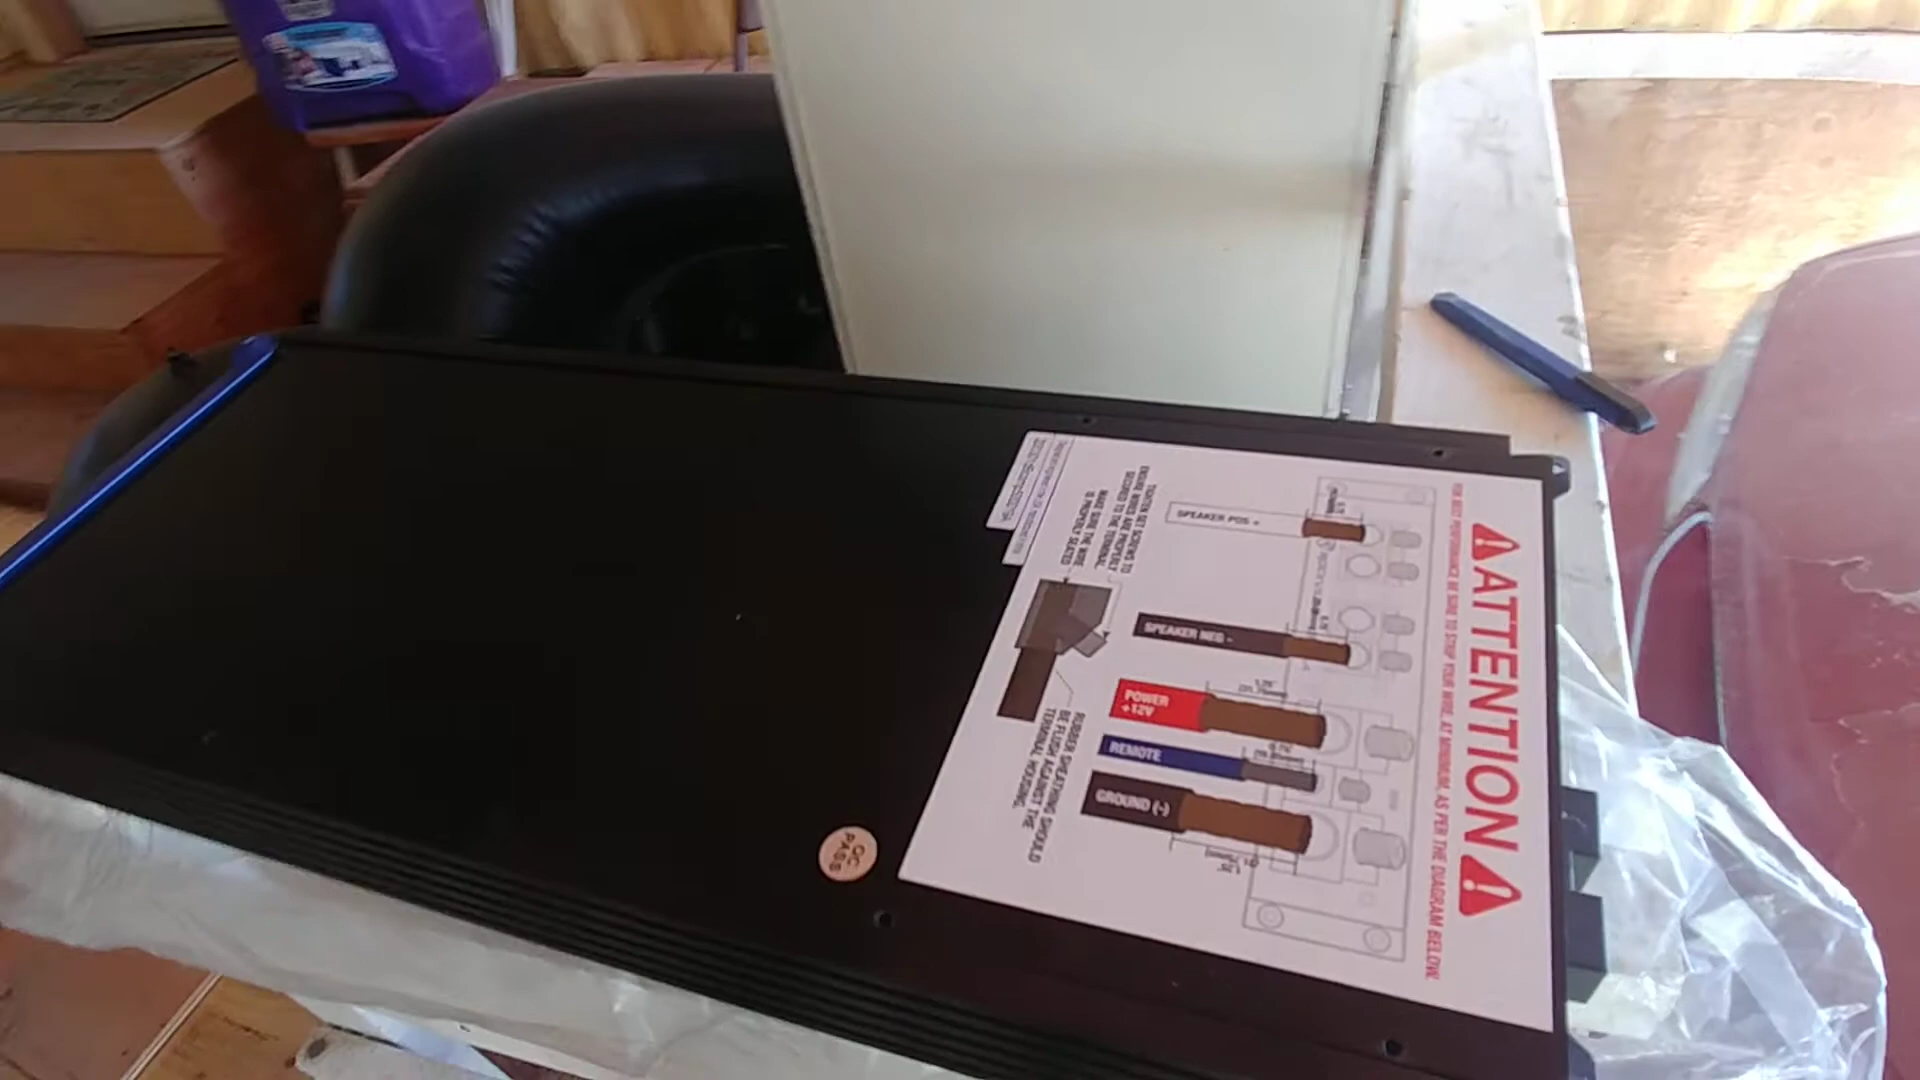 ATTENTION
FOR BEST PERFORMANCE BE SURE TO STRIP YOUR WIRE, AT MINIMUM, AS PER THE DIAGRAM BELOW.
SPEAKER POS +
SPEAKER NEG -
POWER
+12V
REMOTE
GROUND (-)
TIGHTEN SET SCREWS TO
ENSURE WIRES ARE PROPERLY
SECURED TO THE TERMINAL.
MAKE SURE THE WIRE
IS PROPERLY SEATED
RUBBER SHEATHING SHOULD
BE FLUSH AGAINST THE
TERMINAL HOUSING.
QC
PASS